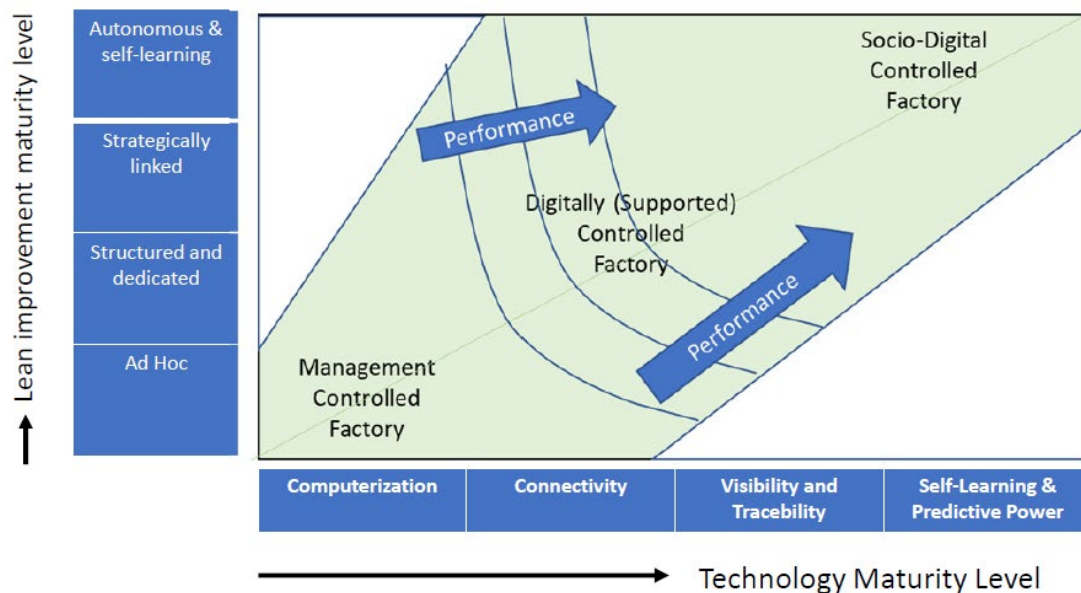 Lean improvement maturity level
Autonomous &
self-learning
Strategically
linked
Structured and
dedicated
Ad Hoc
Socio-Digital
Controlled
Factory
Performance
Digitally (Supported)
Controlled
Factory
Performance
Management
Controlled
Factory
Computerization
Connectivity
Visibility and
Tracebility
Self-Learning &
Predictive Power
Technology Maturity Level